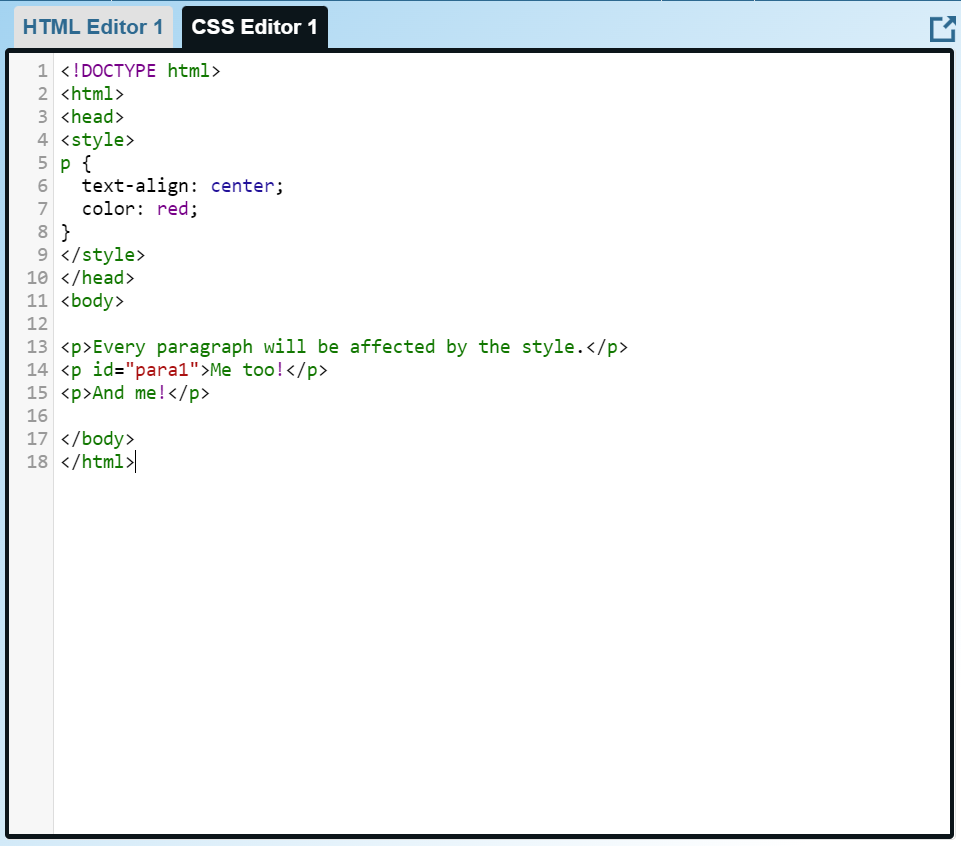 HTML Editor 1 CSS Editor 1
1 <!DOCTYPE html>
2 <html>
3 <head>
4 <style>
5 p {
6   text-align: center;
7   color: red;
8 }
9 </style>
10 </head>
11 <body>
12
13 <p>Every paragraph will be affected by the style.</p>
14 <p id="para1">Me too!</p>
15 <p>And me!</p>
16
17 </body>
18 </html>